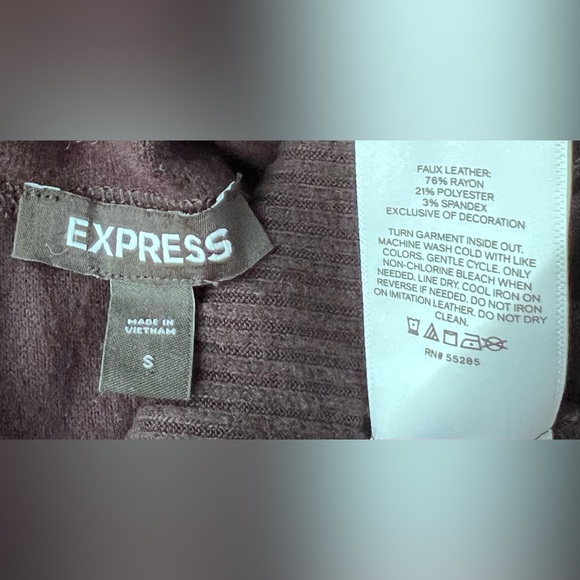 EXPRESS
MADE IN
VIETNAM
S
FAUX LEATHER:
76% RAYON
21% POLYESTER
3% SPANDEX
EXCLUSIVE OF DECORATION
TURN GARMENT INSIDE OUT.
MACHINE WASH COLD WITH LIKE
COLORS. GENTLE CYCLE. ONLY
NON-CHLORINE BLEACH WHEN
NEEDED. LINE DRY. COOL IRON ON
REVERSE IF NEEDED. DO NOT IRON
ON IMITATION LEATHER. DO NOT DRY
CLEAN.
RN# 55285